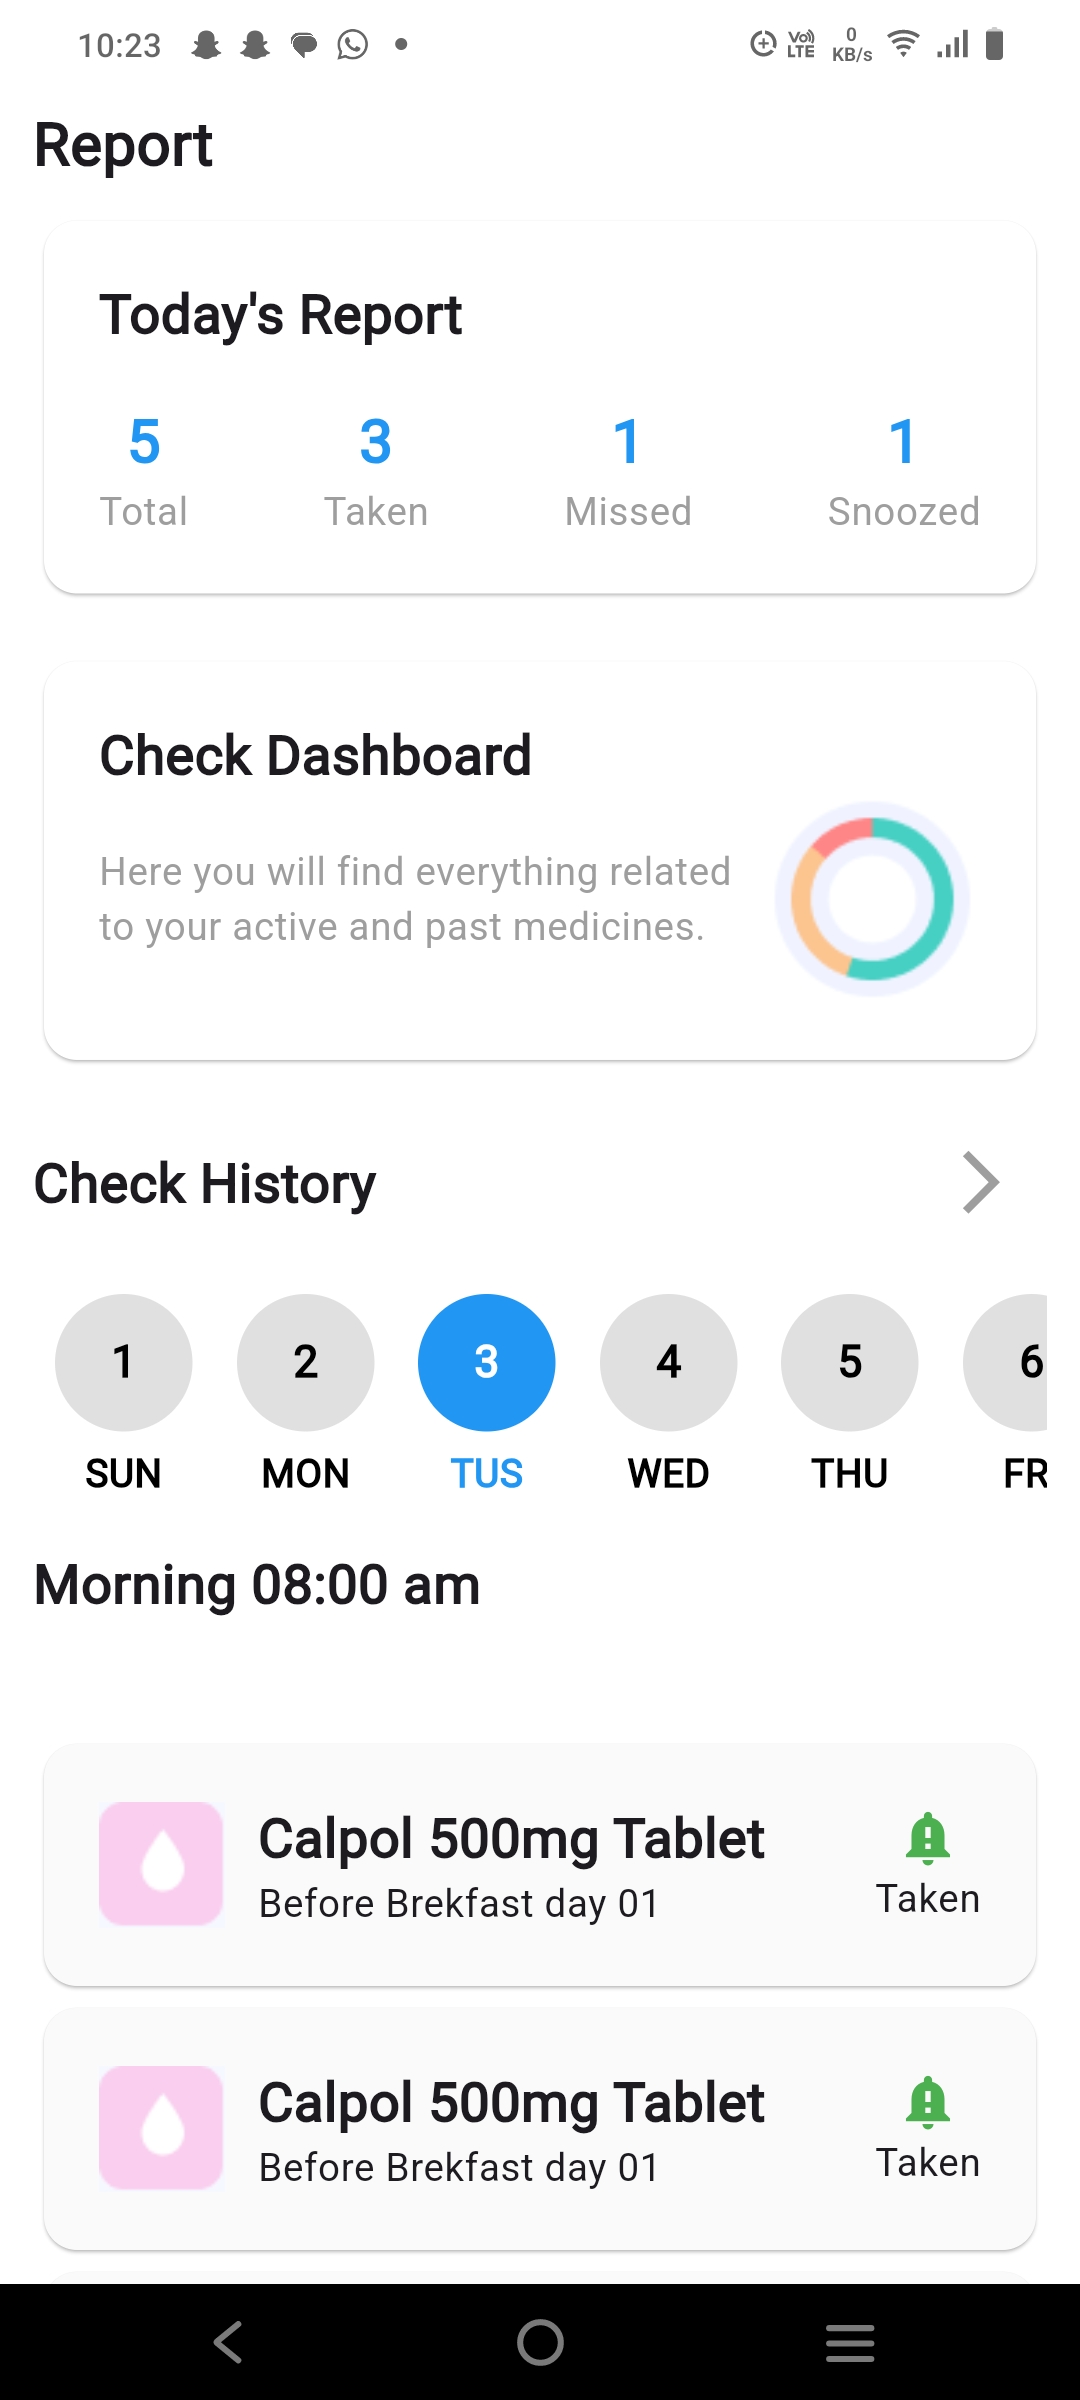 10:23
Vo))
LTE
0
KB/s
Report
Today's Report
5 3 1 1
Total Taken Missed Snoozed
Check Dashboard
Here you will find everything related
to your active and past medicines.
Check History
1 2 3 4 5 6
SUN MON TUS WED THU FR
Morning 08:00 am
Calpol 500mg Tablet
Before Brekfast day 01
Taken
Calpol 500mg Tablet
Before Brekfast day 01
Taken